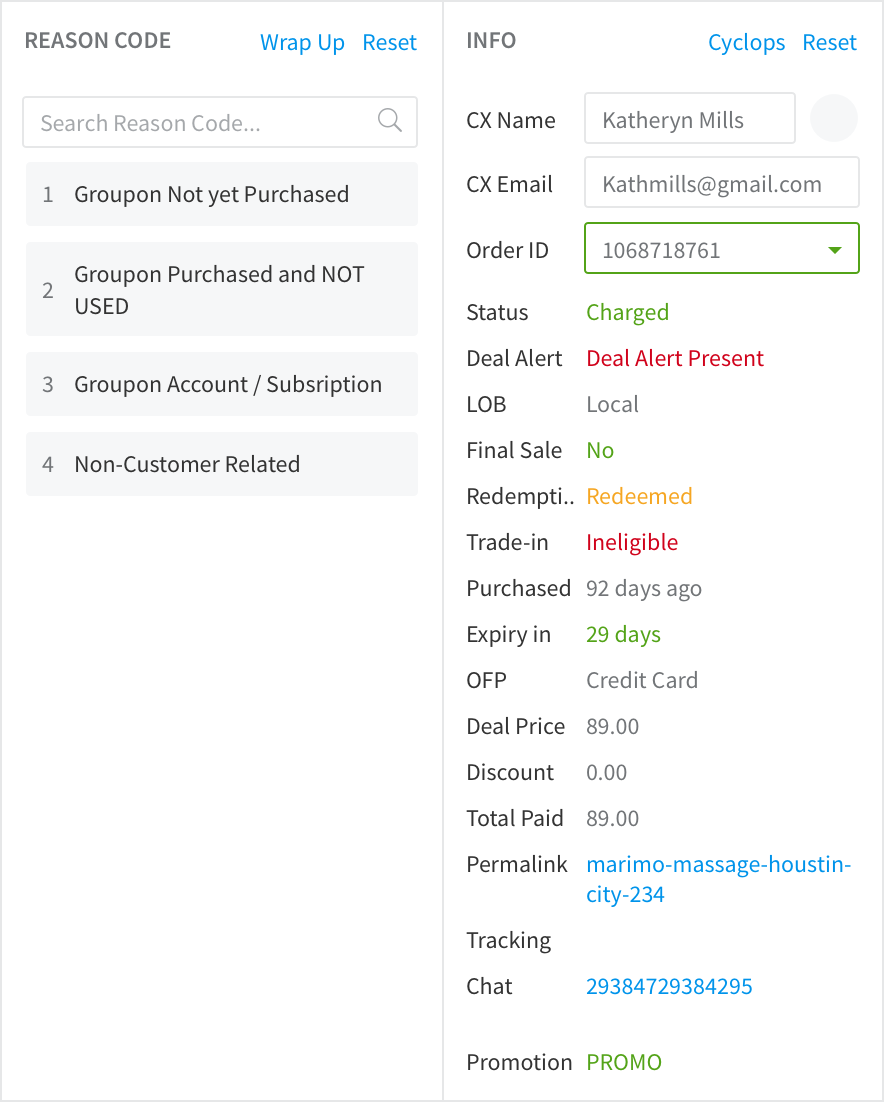 REASON CODE
Wrap Up
Reset
Search Reason Code...
1 Groupon Not yet Purchased
2 Groupon Purchased and NOT
USED
3 Groupon Account / Subsription
4 Non-Customer Related
INFO
Cyclops
Reset
CX Name Katheryn Mills
CX Email Kathmills@gmail.com
Order ID 1068718761
Status Charged
Deal Alert Deal Alert Present
LOB Local
Final Sale No
Redempti.. Redeemed
Trade-in Ineligible
Purchased 92 days ago
Expiry in 29 days
OFP Credit Card
Deal Price 89.00
Discount 0.00
Total Paid 89.00
Permalink marimo-massage-houstin-
city-234
Tracking
Chat 29384729384295
Promotion PROMO